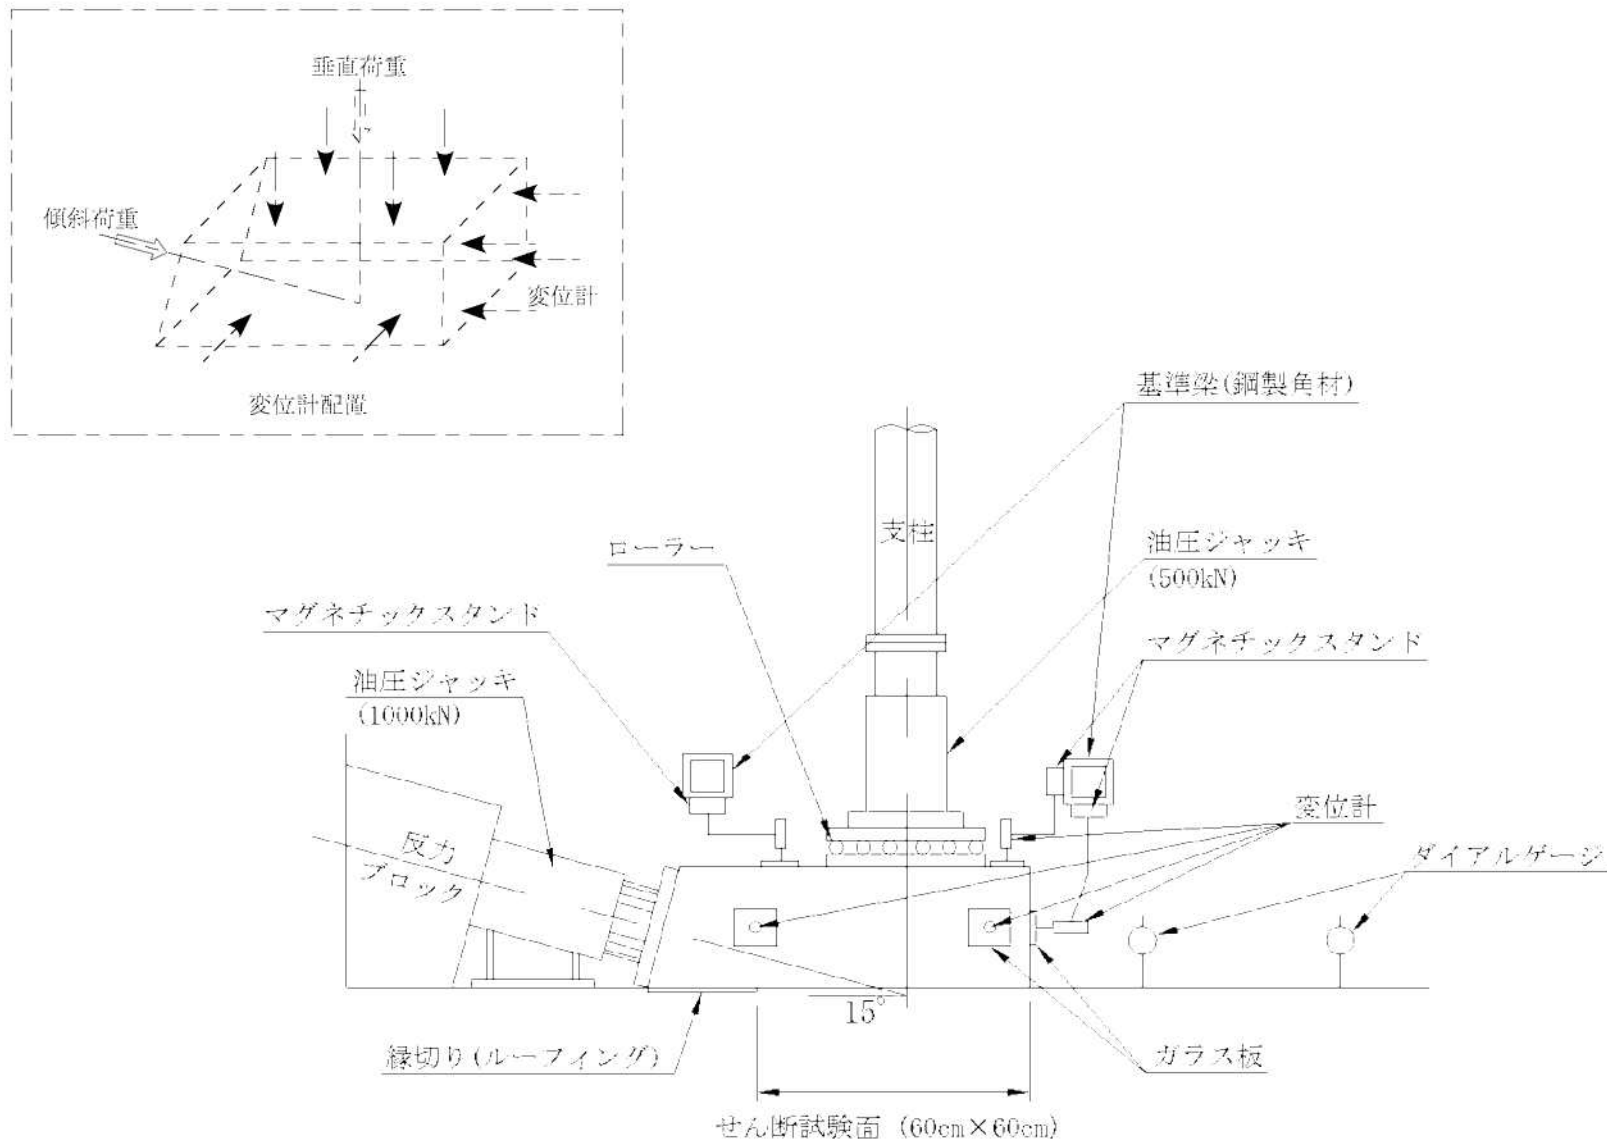 垂直荷重
傾斜荷重
変位計
変位計配置
基準梁(鋼製角材)
支柱
油圧ジャッキ
(500kN)
ローラー
マグネチックスタンド
マグネチックスタンド
油圧ジャッキ
(1000kN)
変位計
反力
ブロック
ダイアルゲージ
15°
縁切り(ルーフィング)
ガラス板
せん断試験面 (60cm×60cm)